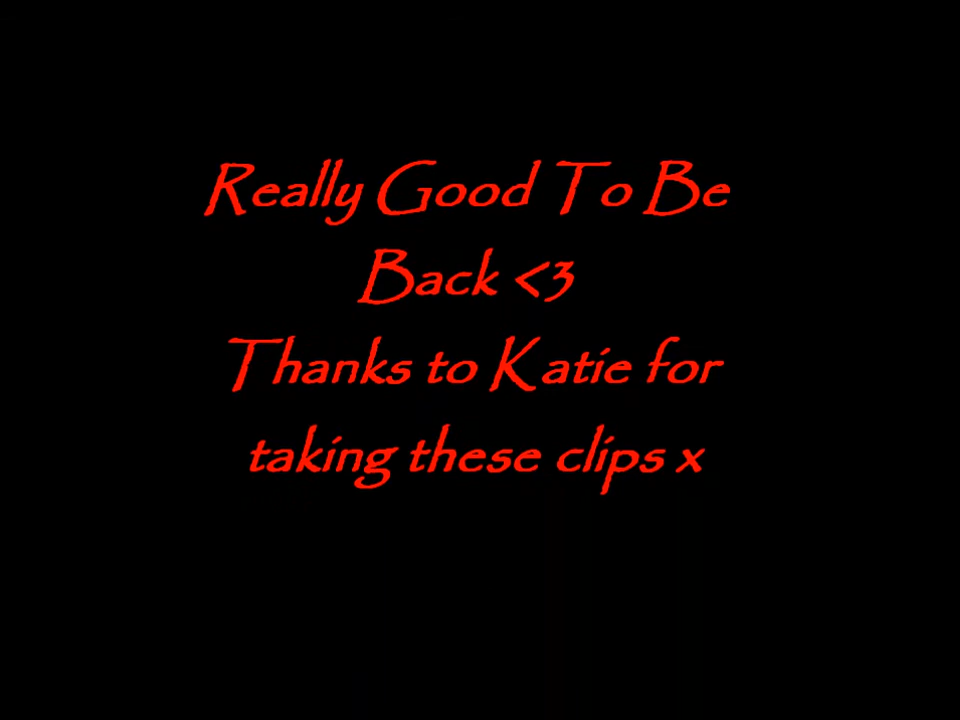 Really Good To Be
Back <3
Thanks to Katie for
taking these clips x